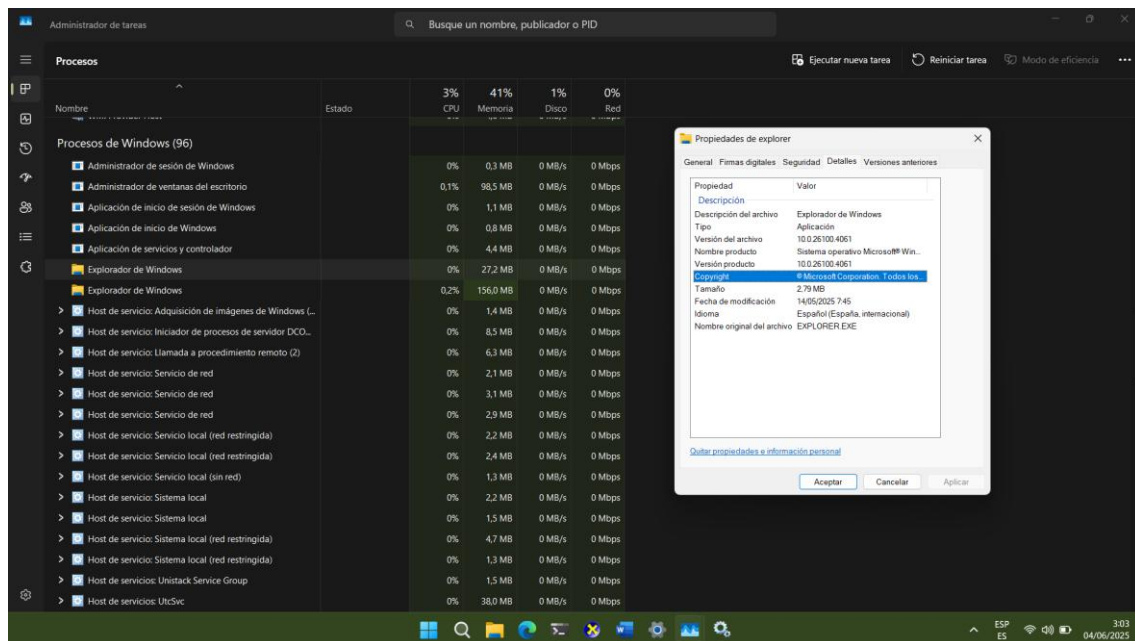 Administrador de tareas
Busque un nombre, publicador o PID
Procesos
Ejecutar nueva tarea
Reiniciar tarea
Modo de eficiencia
3% 41% 1% 0%
Nombre Estado CPU Memoria Disco Red
Procesos de Windows (96)
Administrador de sesión de Windows 0% 0,3 MB 0 MB/s 0 Mbps
Administrador de ventanas del escritorio 0,1% 98,5 MB 0 MB/s 0 Mbps
Aplicación de inicio de sesión de Windows 0% 1,1 MB 0 MB/s 0 Mbps
Aplicación de inicio de Windows 0% 0,8 MB 0 MB/s 0 Mbps
Aplicación de servicios y controlador 0% 4,4 MB 0 MB/s 0 Mbps
Explorador de Windows 0% 27,2 MB 0 MB/s 0 Mbps
Explorador de Windows 0,2% 156,0 MB 0 MB/s 0 Mbps
Host de servicio: Adquisición de imágenes de Windows (... 0% 1,4 MB 0 MB/s 0 Mbps
Host de servicio: Iniciador de procesos de servidor DCO... 0% 8,5 MB 0 MB/s 0 Mbps
Host de servicio: Llamada a procedimiento remoto (2) 0% 6,3 MB 0 MB/s 0 Mbps
Host de servicio: Servicio de red 0% 2,1 MB 0 MB/s 0 Mbps
Host de servicio: Servicio de red 0% 3,1 MB 0 MB/s 0 Mbps
Host de servicio: Servicio de red 0% 2,9 MB 0 MB/s 0 Mbps
Host de servicio: Servicio local (red restringida) 0% 2,2 MB 0 MB/s 0 Mbps
Host de servicio: Servicio local (red restringida) 0% 2,4 MB 0 MB/s 0 Mbps
Host de servicio: Servicio local (sin red) 0% 1,3 MB 0 MB/s 0 Mbps
Host de servicio: Sistema local 0% 2,2 MB 0 MB/s 0 Mbps
Host de servicio: Sistema local 0% 1,5 MB 0 MB/s 0 Mbps
Host de servicio: Sistema local (red restringida) 0% 4,7 MB 0 MB/s 0 Mbps
Host de servicio: Sistema local (red restringida) 0% 1,3 MB 0 MB/s 0 Mbps
Host de servicios: Unistack Service Group 0% 1,5 MB 0 MB/s 0 Mbps
Host de servicios: UtcSvc 0% 38,0 MB 0 MB/s 0 Mbps
Propiedades de explorer
General Firmas digitales Seguridad Detalles Versiones anteriores
Propiedad Valor
Descripción
Descripción del archivo Explorador de Windows
Tipo Aplicación
Versión del archivo 10.0.26100.4061
Nombre producto Sistema operativo Microsoft® Win...
Versión producto 10.0.26100.4061
Copyright © Microsoft Corporation. Todos los...
Tamaño 2,79 MB
Fecha de modificación 14/05/2025 7:45
Idioma Español (España, internacional)
Nombre original del archivo EXPLORER.EXE
Quitar propiedades e información personal
Aceptar Cancelar Aplicar
ESP
ES
3:03
04/06/2025